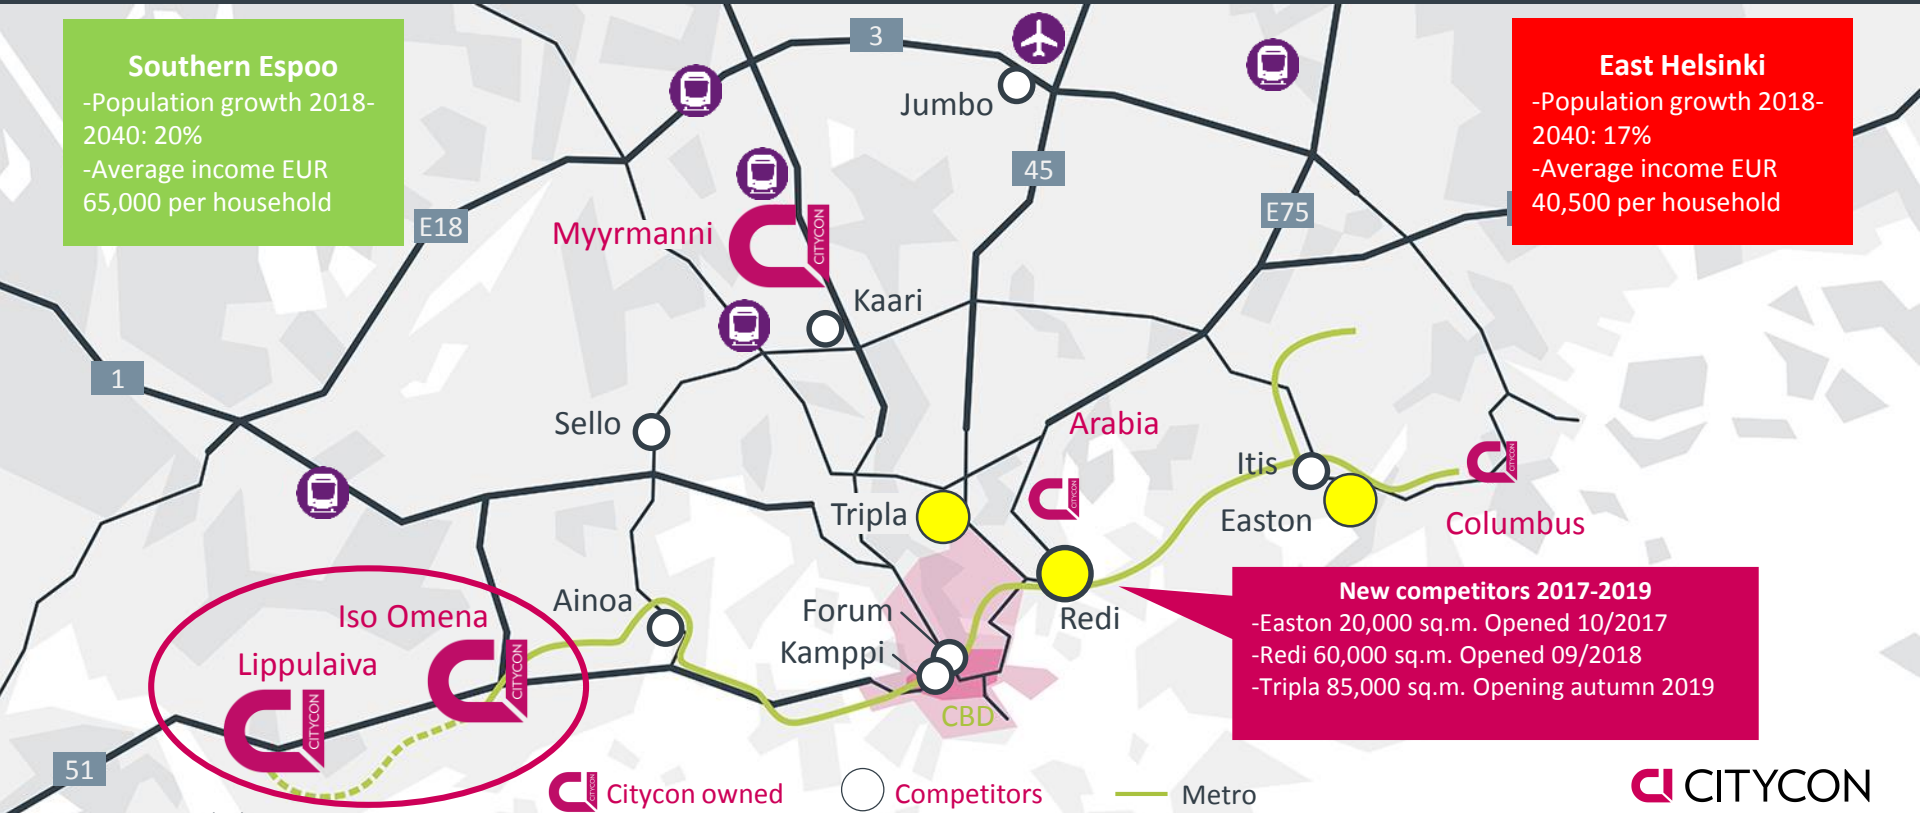 Southern Espoo
-Population growth 2018-
2040: 20%
-Average income EUR
65,000 per household
East Helsinki
-Population growth 2018-
2040: 17%
-Average income EUR
40,500 per household
3
Jumbo
45
E18
E75
Myyrmanni
CITYCON
Kaari
1
Sello
Arabia
CITYCON
Itis
CITYCON
Tripla
Easton
Columbus
Ainoa
Forum
Kamppi
Redi
CBD
Iso Omena
CITYCON
Lippulaiva
CITYCON
51
New competitors 2017-2019
-Easton 20,000 sq.m. Opened 10/2017
-Redi 60,000 sq.m. Opened 09/2018
-Tripla 85,000 sq.m. Opening autumn 2019
CITYCON
Citycon owned
Competitors
Metro
CITYCON